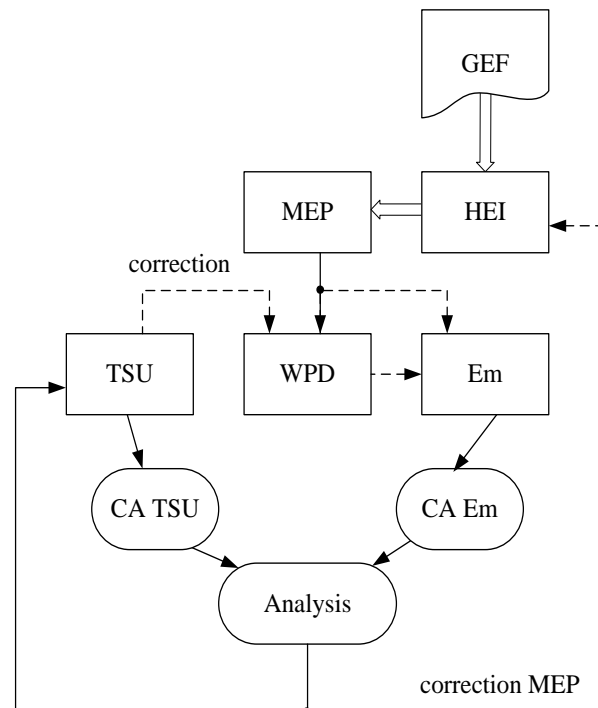 GEF
MEP
HEI
correction
TSU
WPD
Em
CA TSU
CA Em
Analysis
correction MEP